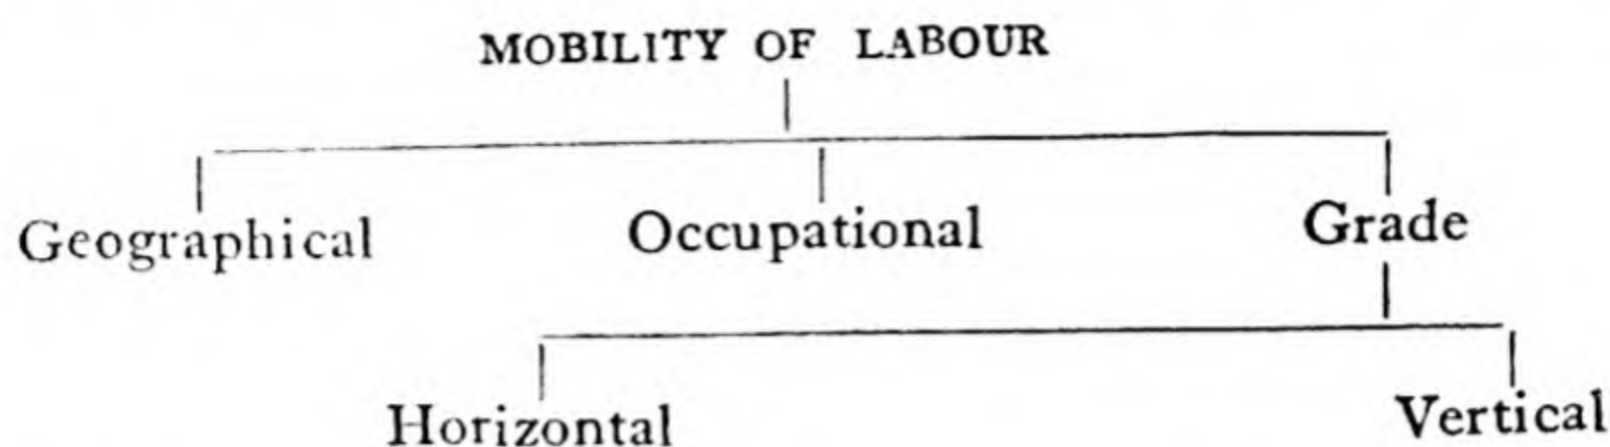 MOBILITY OF LABOUR
Geographical Occupational Grade
Horizontal Vertical